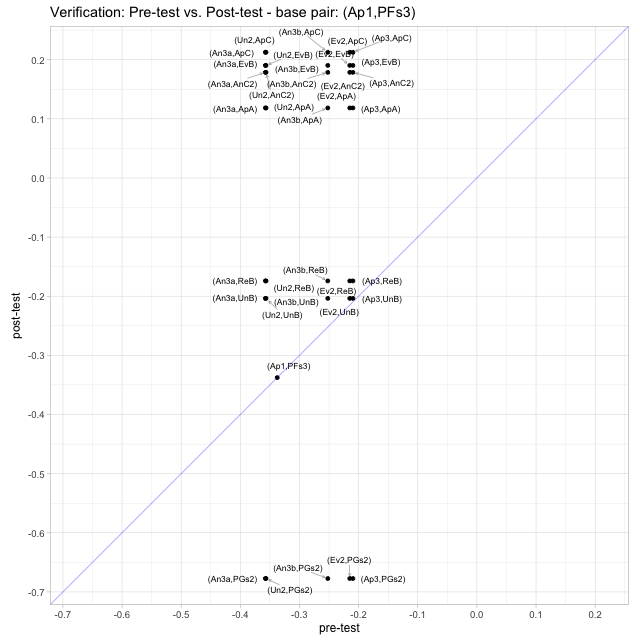 Verification: Pre-test vs. Post-test - base pair: (Ap1,PFs3)
(An3b,ApC)
(Un2,ApC)
(Ev2,ApC)
(Ap3,ApC)
(An3a,ApC)
(Un2,EvB)
(Ev2,EvB)
(An3a,EvB)
(An3b,EvB)
(Ap3,EvB)
(An3a,AnC2)
(An3b,AnC2)
(Ev2,AnC2)
(Ap3,AnC2)
(Un2,AnC2)
(Ev2,ApA)
(An3a,ApA)
(Un2,ApA)
(Ap3,ApA)
(An3b,ApA)
(An3b,ReB)
(An3a,ReB)
(Un2,ReB)
(Ev2,ReB)
(Ap3,ReB)
(An3a,UnB)
(An3b,UnB)
(Ap3,UnB)
(Un2,UnB)
(Ev2,UnB)
(Ap1,PFs3)
(Ev2,PGs2)
(An3b,PGs2)
(An3a,PGs2)
(Ap3,PGs2)
(Un2,PGs2)
0.2
0.1
0.0
-0.1
-0.2
-0.3
-0.4
-0.5
-0.6
-0.7
post-test
-0.7 -0.6 -0.5 -0.4 -0.3 -0.2 -0.1 0.0 0.1 0.2
pre-test